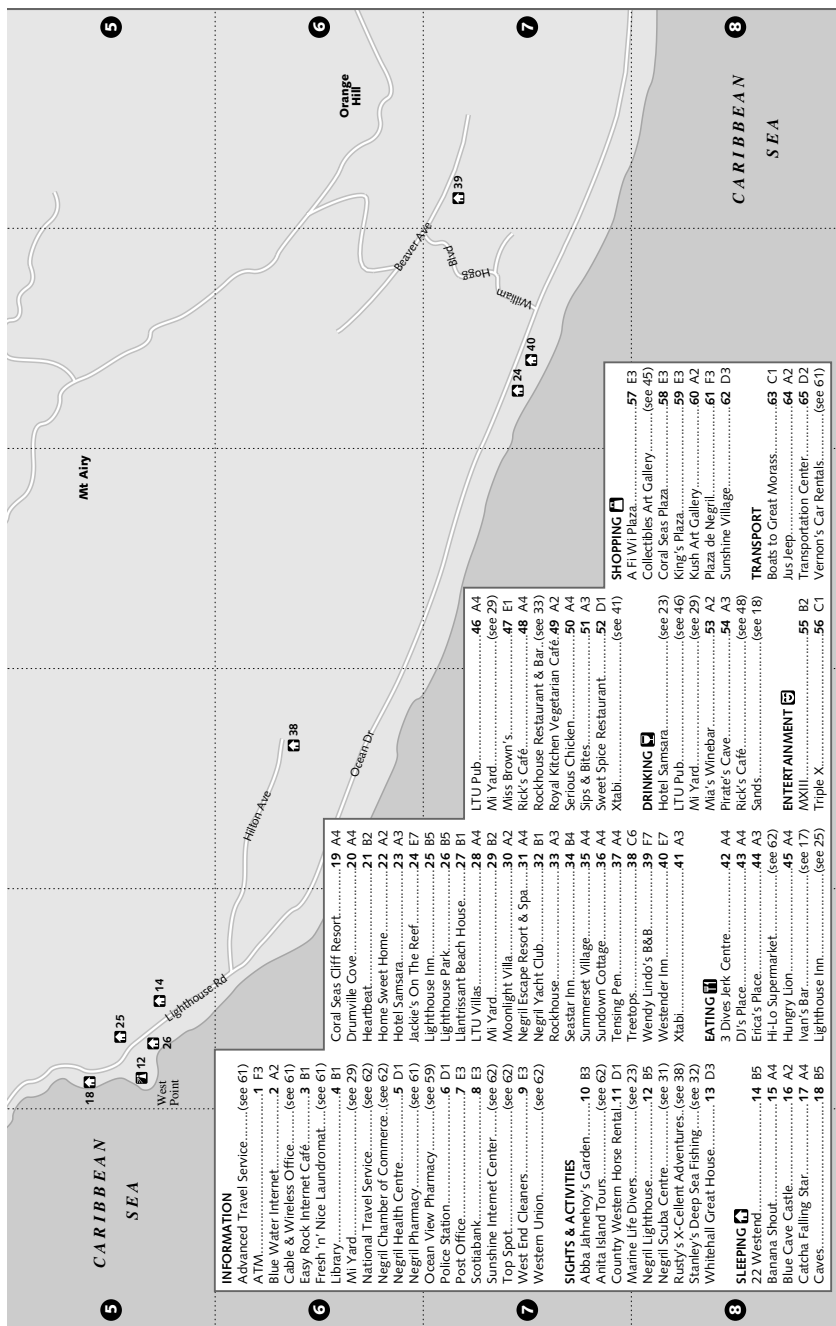 5
6
7
8
CARIBBEAN
SEA
18
25
12
26
14
West
Point
Lighthouse Rd
Hilton Ave
38
Ocean Dr
Mt Airy
24
40
William
Hogg
Blvd
Beaver Ave
39
Orange
Hill
CARIBBEAN
SEA
5
6
7
8
INFORMATION
Advanced Travel Service.....(see 61)
ATM.....1 F3
Blue Water Internet.....2 A2
Cable & Wireless Office.....(see 61)
Easy Rock Internet Café.....3 B1
Fresh 'n' Nice Laundromat...(see 61)
Library.....4 B1
Mi Yard.....(see 29)
National Travel Service.....(see 62)
Negril Chamber of Commerce..(see 62)
Negril Health Centre.....5 D1
Negril Pharmacy.....(see 61)
Ocean View Pharmacy.....(see 59)
Police Station.....6 D1
Post Office.....7 E3
Scotiabank.....8 E3
Sunshine Internet Center.....(see 62)
Top Spot.....(see 62)
West End Cleaners.....9 E3
Western Union.....(see 62)
SIGHTS & ACTIVITIES
Abba Jahnehoy's Garden.....10 B3
Anita Island Tours.....(see 62)
Country Western Horse Rental..11 D1
Marine Life Divers.....(see 23)
Negril Lighthouse.....12 B5
Negril Scuba Centre.....(see 31)
Rusty's X-Cellent Adventures..(see 38)
Stanley's Deep Sea Fishing.....(see 32)
Whitehall Great House.....13 D3
SLEEPING
22 Westend.....14 B5
Banana Shout.....15 A4
Blue Cave Castle.....16 A2
Catcha Falling Star.....17 A4
Caves.....18 B5
Coral Seas Cliff Resort.....19 A4
Drumville Cove.....20 A4
Heartbeat.....21 B2
Home Sweet Home.....22 A2
Hotel Samsara.....23 A3
Jackie's On The Reef.....24 E7
Lighthouse Inn.....25 B5
Lighthouse Park.....26 B5
Llantrissant Beach House.....27 B1
LTU Villas.....28 A4
Mi Yard.....29 B2
Moonlight Villa.....30 A2
Negril Escape Resort & Spa....31 A4
Negril Yacht Club.....32 B1
Rockhouse.....33 A3
Seastar Inn.....34 B4
Summerset Village.....35 A4
Sundown Cottage.....36 A4
Tensing Pen.....37 A4
Treetops.....38 C6
Wendy Lindo's B&B.....39 F7
Westender Inn.....40 E7
Xtabi.....41 A3
EATING
3 Dives Jerk Centre.....42 A4
DJ's Place.....43 A4
Erica's Place.....44 A3
Hi-Lo Supermarket.....(see 62)
Hungry Lion.....45 A4
Ivan's Bar.....(see 17)
Lighthouse Inn.....(see 25)
LTU Pub.....46 A4
Mi Yard.....(see 29)
Miss Brown's.....47 E1
Rick's Café.....48 A4
Rockhouse Restaurant & Bar..(see 33)
Royal Kitchen Vegetarian Café.49 A2
Serious Chicken.....50 A4
Sips & Bites.....51 A3
Sweet Spice Restaurant.....52 D1
Xtabi.....(see 41)
DRINKING
Hotel Samsara.....(see 23)
LTU Pub.....(see 46)
Mi Yard.....(see 29)
Mia's Winebar.....53 A2
Pirate's Cave.....54 A3
Rick's Café.....(see 48)
Sands.....(see 18)
ENTERTAINMENT
MXIII.....55 B2
Triple X.....56 C1
SHOPPING
A Fi Wi Plaza.....57 E3
Collectibles Art Gallery.....(see 45)
Coral Seas Plaza.....58 E3
King's Plaza.....59 E3
Kush Art Gallery.....60 A2
Plaza de Negril.....61 F3
Sunshine Village.....62 D3
TRANSPORT
Boats to Great Morass.....63 C1
Jus Jeep.....64 A2
Transportation Center.....65 D2
Vernon's Car Rentals.....(see 61)